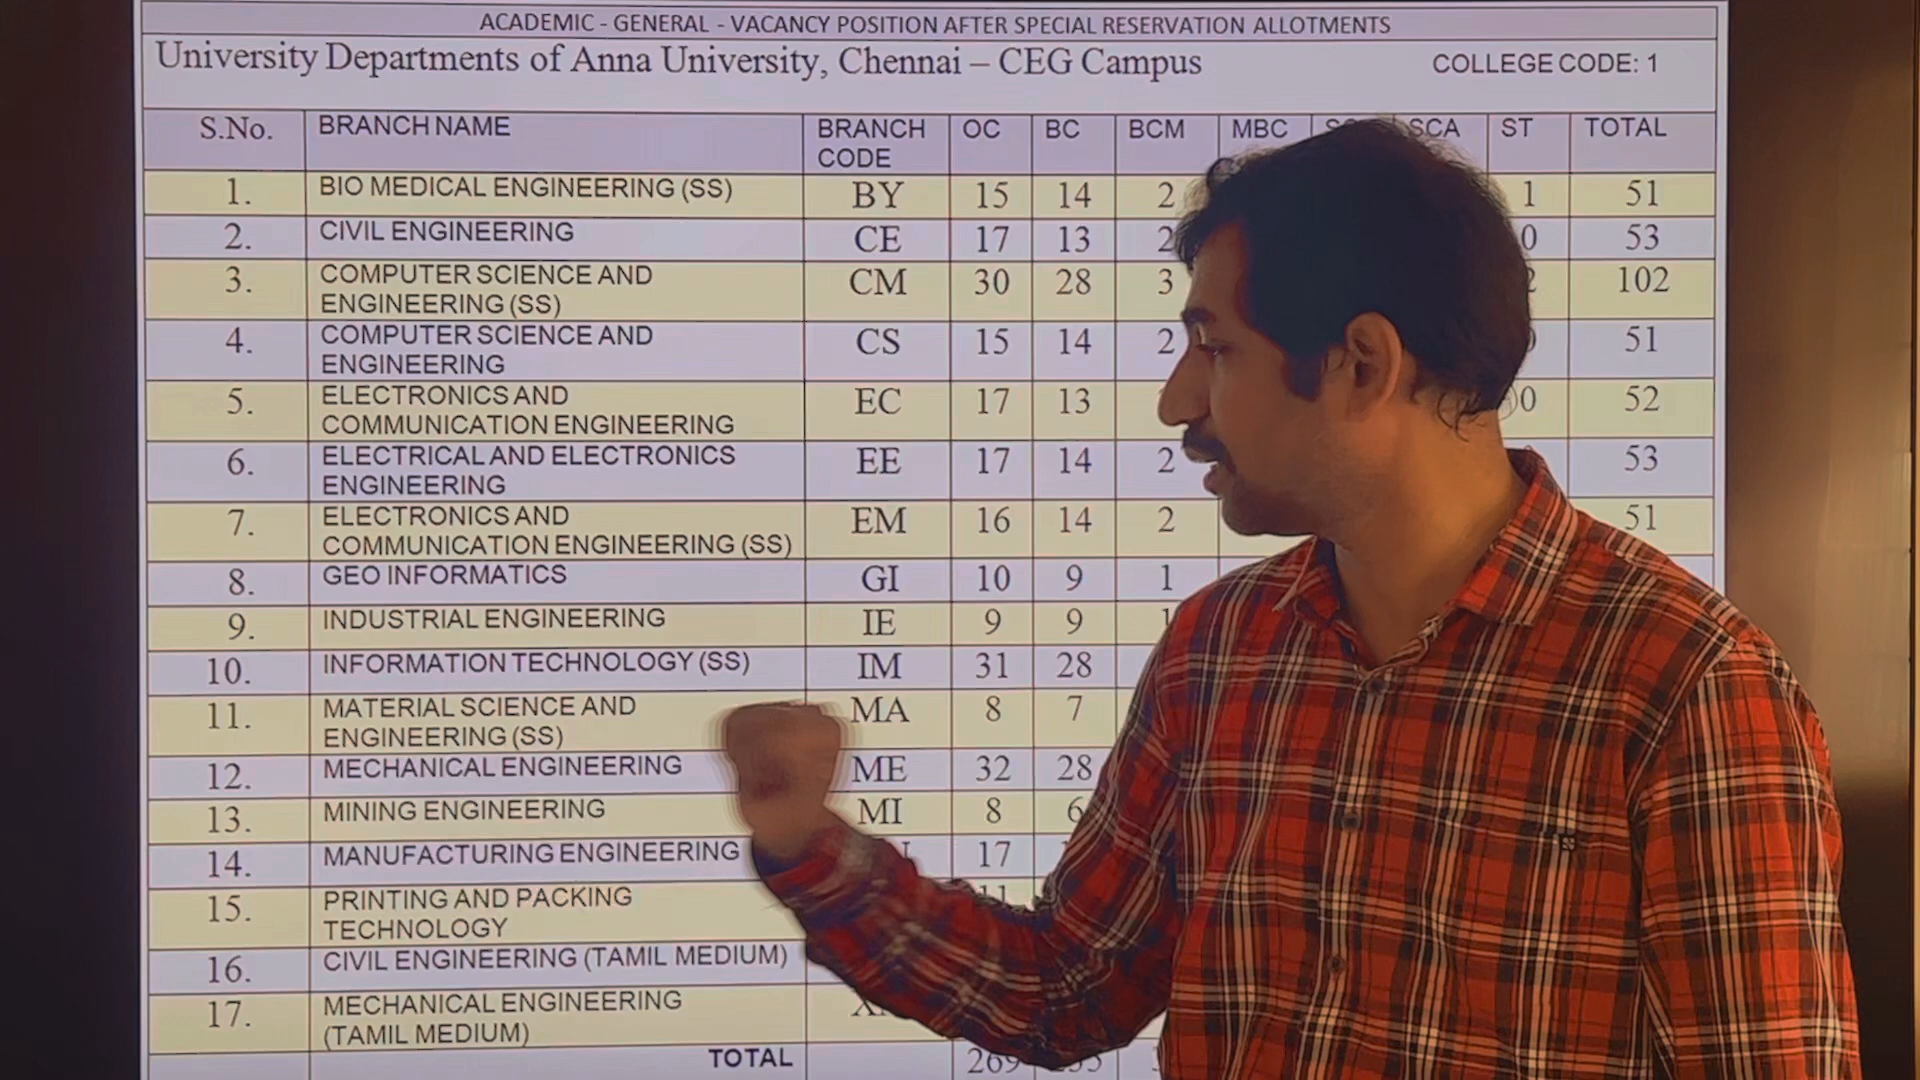 ACADEMIC - GENERAL - VACANCY POSITION AFTER SPECIAL RESERVATION ALLOTMENTS
University Departments of Anna University, Chennai – CEG Campus COLLEGE CODE: 1
S.No. BRANCH NAME BRANCH CODE OC BC BCM MBC SCA ST TOTAL
1. BIO MEDICAL ENGINEERING (SS) BY 15 14 2 1 51
2. CIVIL ENGINEERING CE 17 13 2 0 53
3. COMPUTER SCIENCE AND ENGINEERING (SS) CM 30 28 3 2 102
4. COMPUTER SCIENCE AND ENGINEERING CS 15 14 2 51
5. ELECTRONICS AND COMMUNICATION ENGINEERING EC 17 13 0 52
6. ELECTRICAL AND ELECTRONICS ENGINEERING EE 17 14 2 53
7. ELECTRONICS AND COMMUNICATION ENGINEERING (SS) EM 16 14 2 51
8. GEO INFORMATICS GI 10 9 1
9. INDUSTRIAL ENGINEERING IE 9 9 1
10. INFORMATION TECHNOLOGY (SS) IM 31 28
11. MATERIAL SCIENCE AND ENGINEERING (SS) MA 8 7
12. MECHANICAL ENGINEERING ME 32 28
13. MINING ENGINEERING MI 8 6
14. MANUFACTURING ENGINEERING 17
15. PRINTING AND PACKING TECHNOLOGY 11
16. CIVIL ENGINEERING (TAMIL MEDIUM)
17. MECHANICAL ENGINEERING (TAMIL MEDIUM)
TOTAL 269